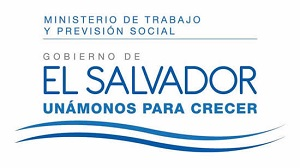 MINISTERIO DE TRABAJO
Y PREVISIÓN SOCIAL
GOBIERNO DE
EL SALVADOR
UNÁMONOS PARA CRECER